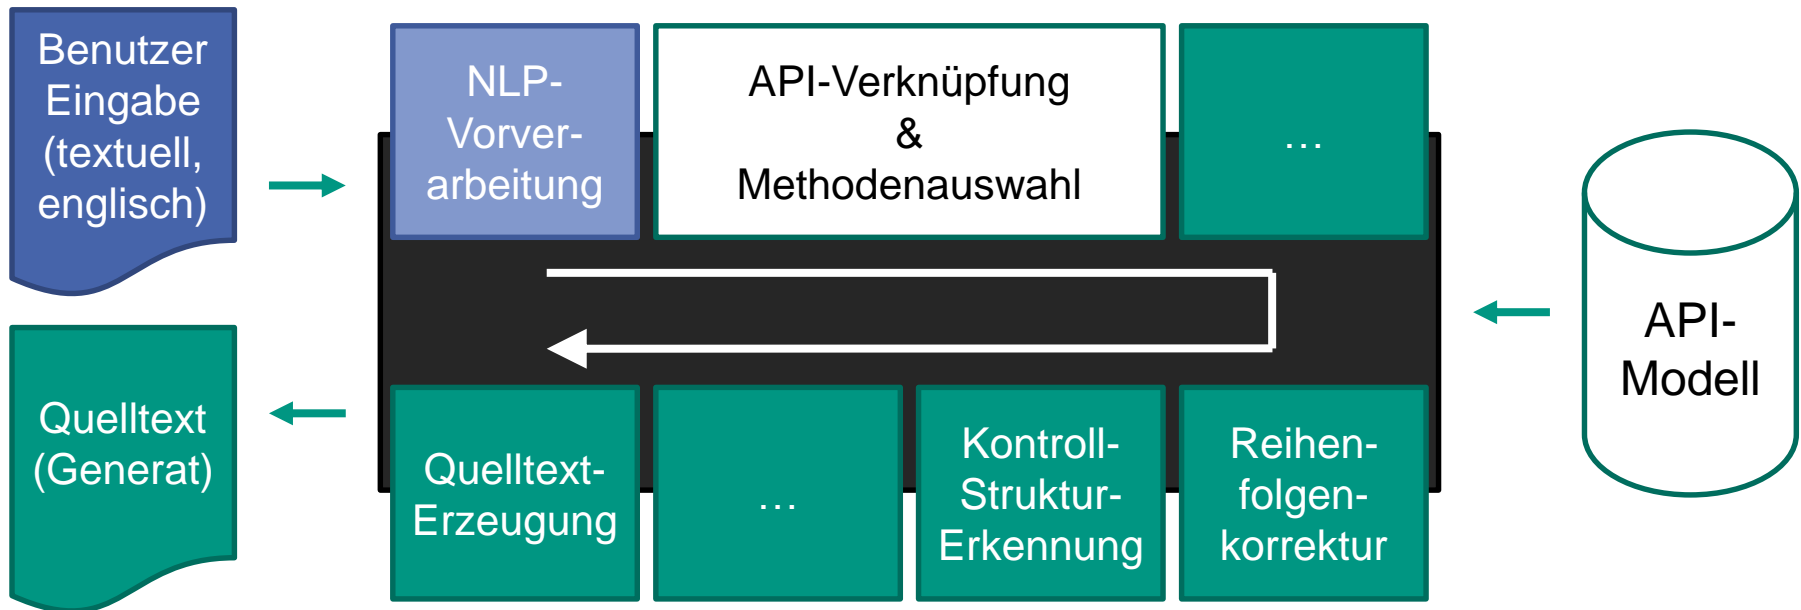 Benutzer
Eingabe
(textuell,
englisch)
NLP-
Vorver-
arbeitung
API-Verknüpfung
&
Methodenauswahl
...
API-
Modell
Quelltext
(Generat)
Quelltext-
Erzeugung
...
Kontroll-
Struktur-
Erkennung
Reihen-
folgen-
korrektur